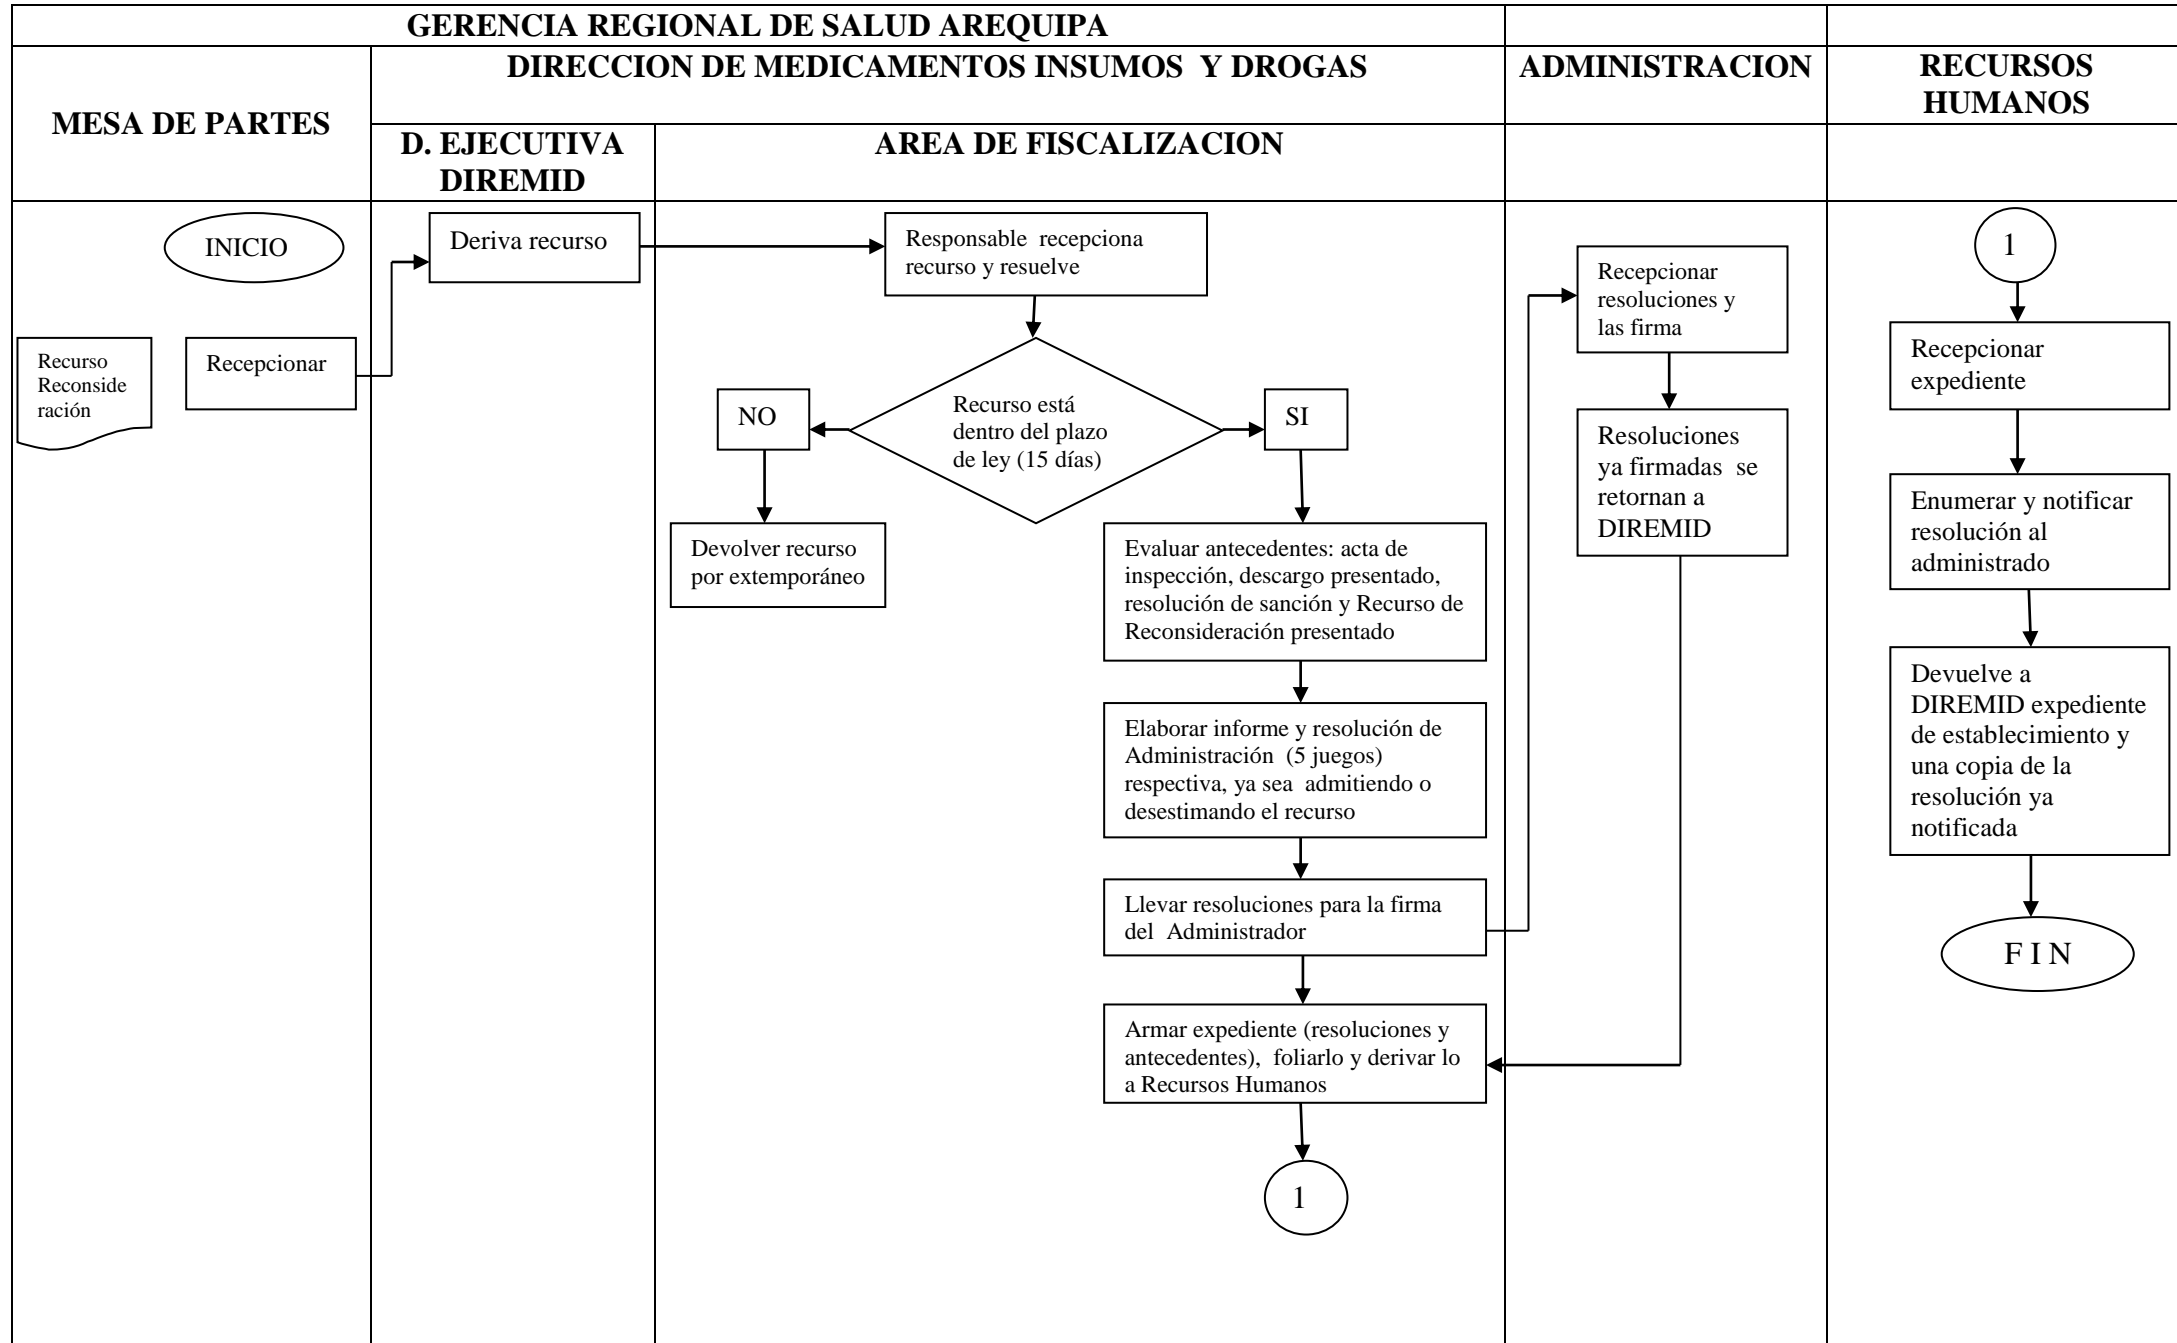 GERENCIA REGIONAL DE SALUD AREQUIPA
MESA DE PARTES
DIRECCION DE MEDICAMENTOS INSUMOS Y DROGAS
ADMINISTRACION
RECURSOS
HUMANOS
D. EJECUTIVA
DIREMID
AREA DE FISCALIZACION
INICIO
Recurso
Reconside
ración
Recepcionar
Deriva recurso
Responsable recepciona
recurso y resuelve
Recurso está
dentro del plazo
de ley (15 días)
NO
SI
Devolver recurso
por extemporáneo
Evaluar antecedentes: acta de
inspección, descargo presentado,
resolución de sanción y Recurso de
Reconsideración presentado
Elaborar informe y resolución de
Administración (5 juegos)
respectiva, ya sea admitiendo o
desestimando el recurso
Llevar resoluciones para la firma
del Administrador
Armar expediente (resoluciones y
antecedentes), foliarlo y derivar lo
a Recursos Humanos
1
Recepcionar
resoluciones y
las firma
Resoluciones
ya firmadas se
retornan a
DIREMID
1
Recepcionar
expediente
Enumerar y notificar
resolución al
administrado
Devuelve a
DIREMID expediente
de establecimiento y
una copia de la
resolución ya
notificada
F I N